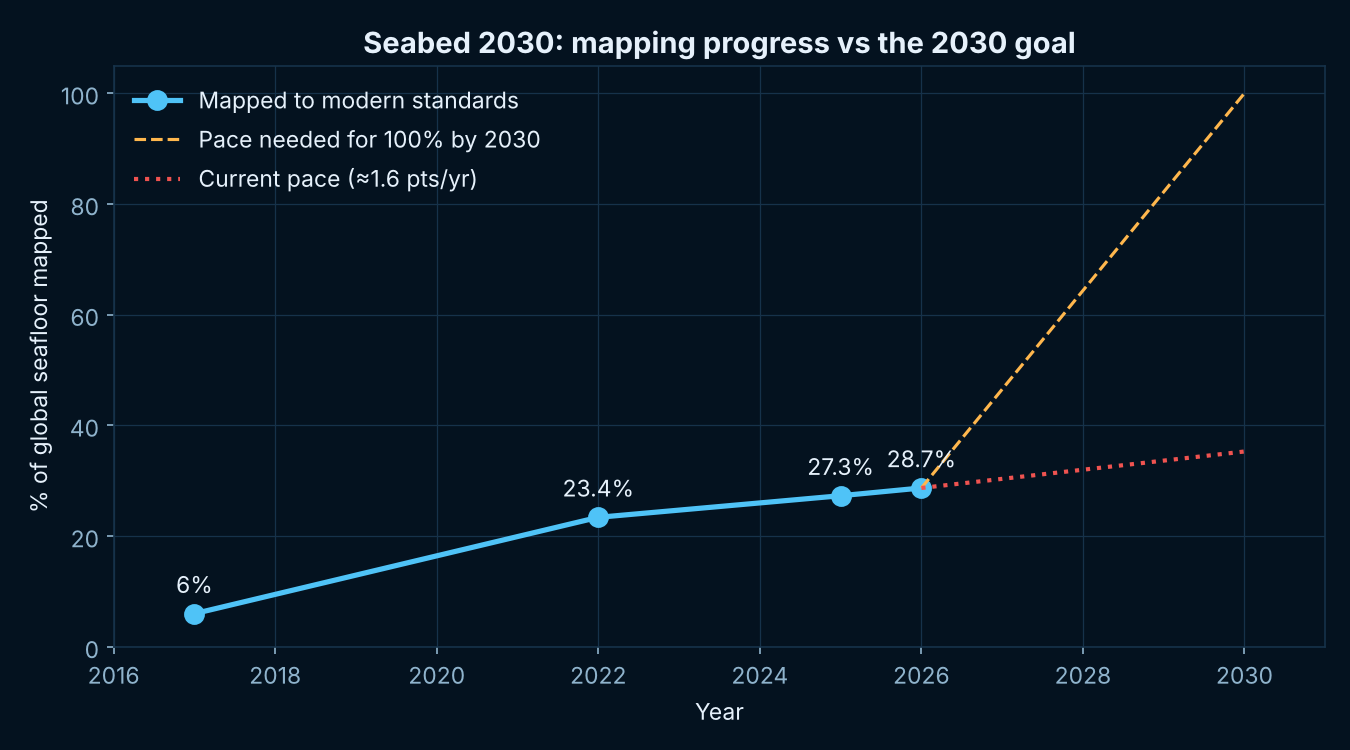 Seabed 2030: mapping progress vs the 2030 goal
Mapped to modern standards
Pace needed for 100% by 2030
Current pace (≈1.6 pts/yr)
% of global seafloor mapped
100
80
60
40
20
0
6%
23.4%
27.3%
28.7%
2016 2018 2020 2022 2024 2026 2028 2030
Year